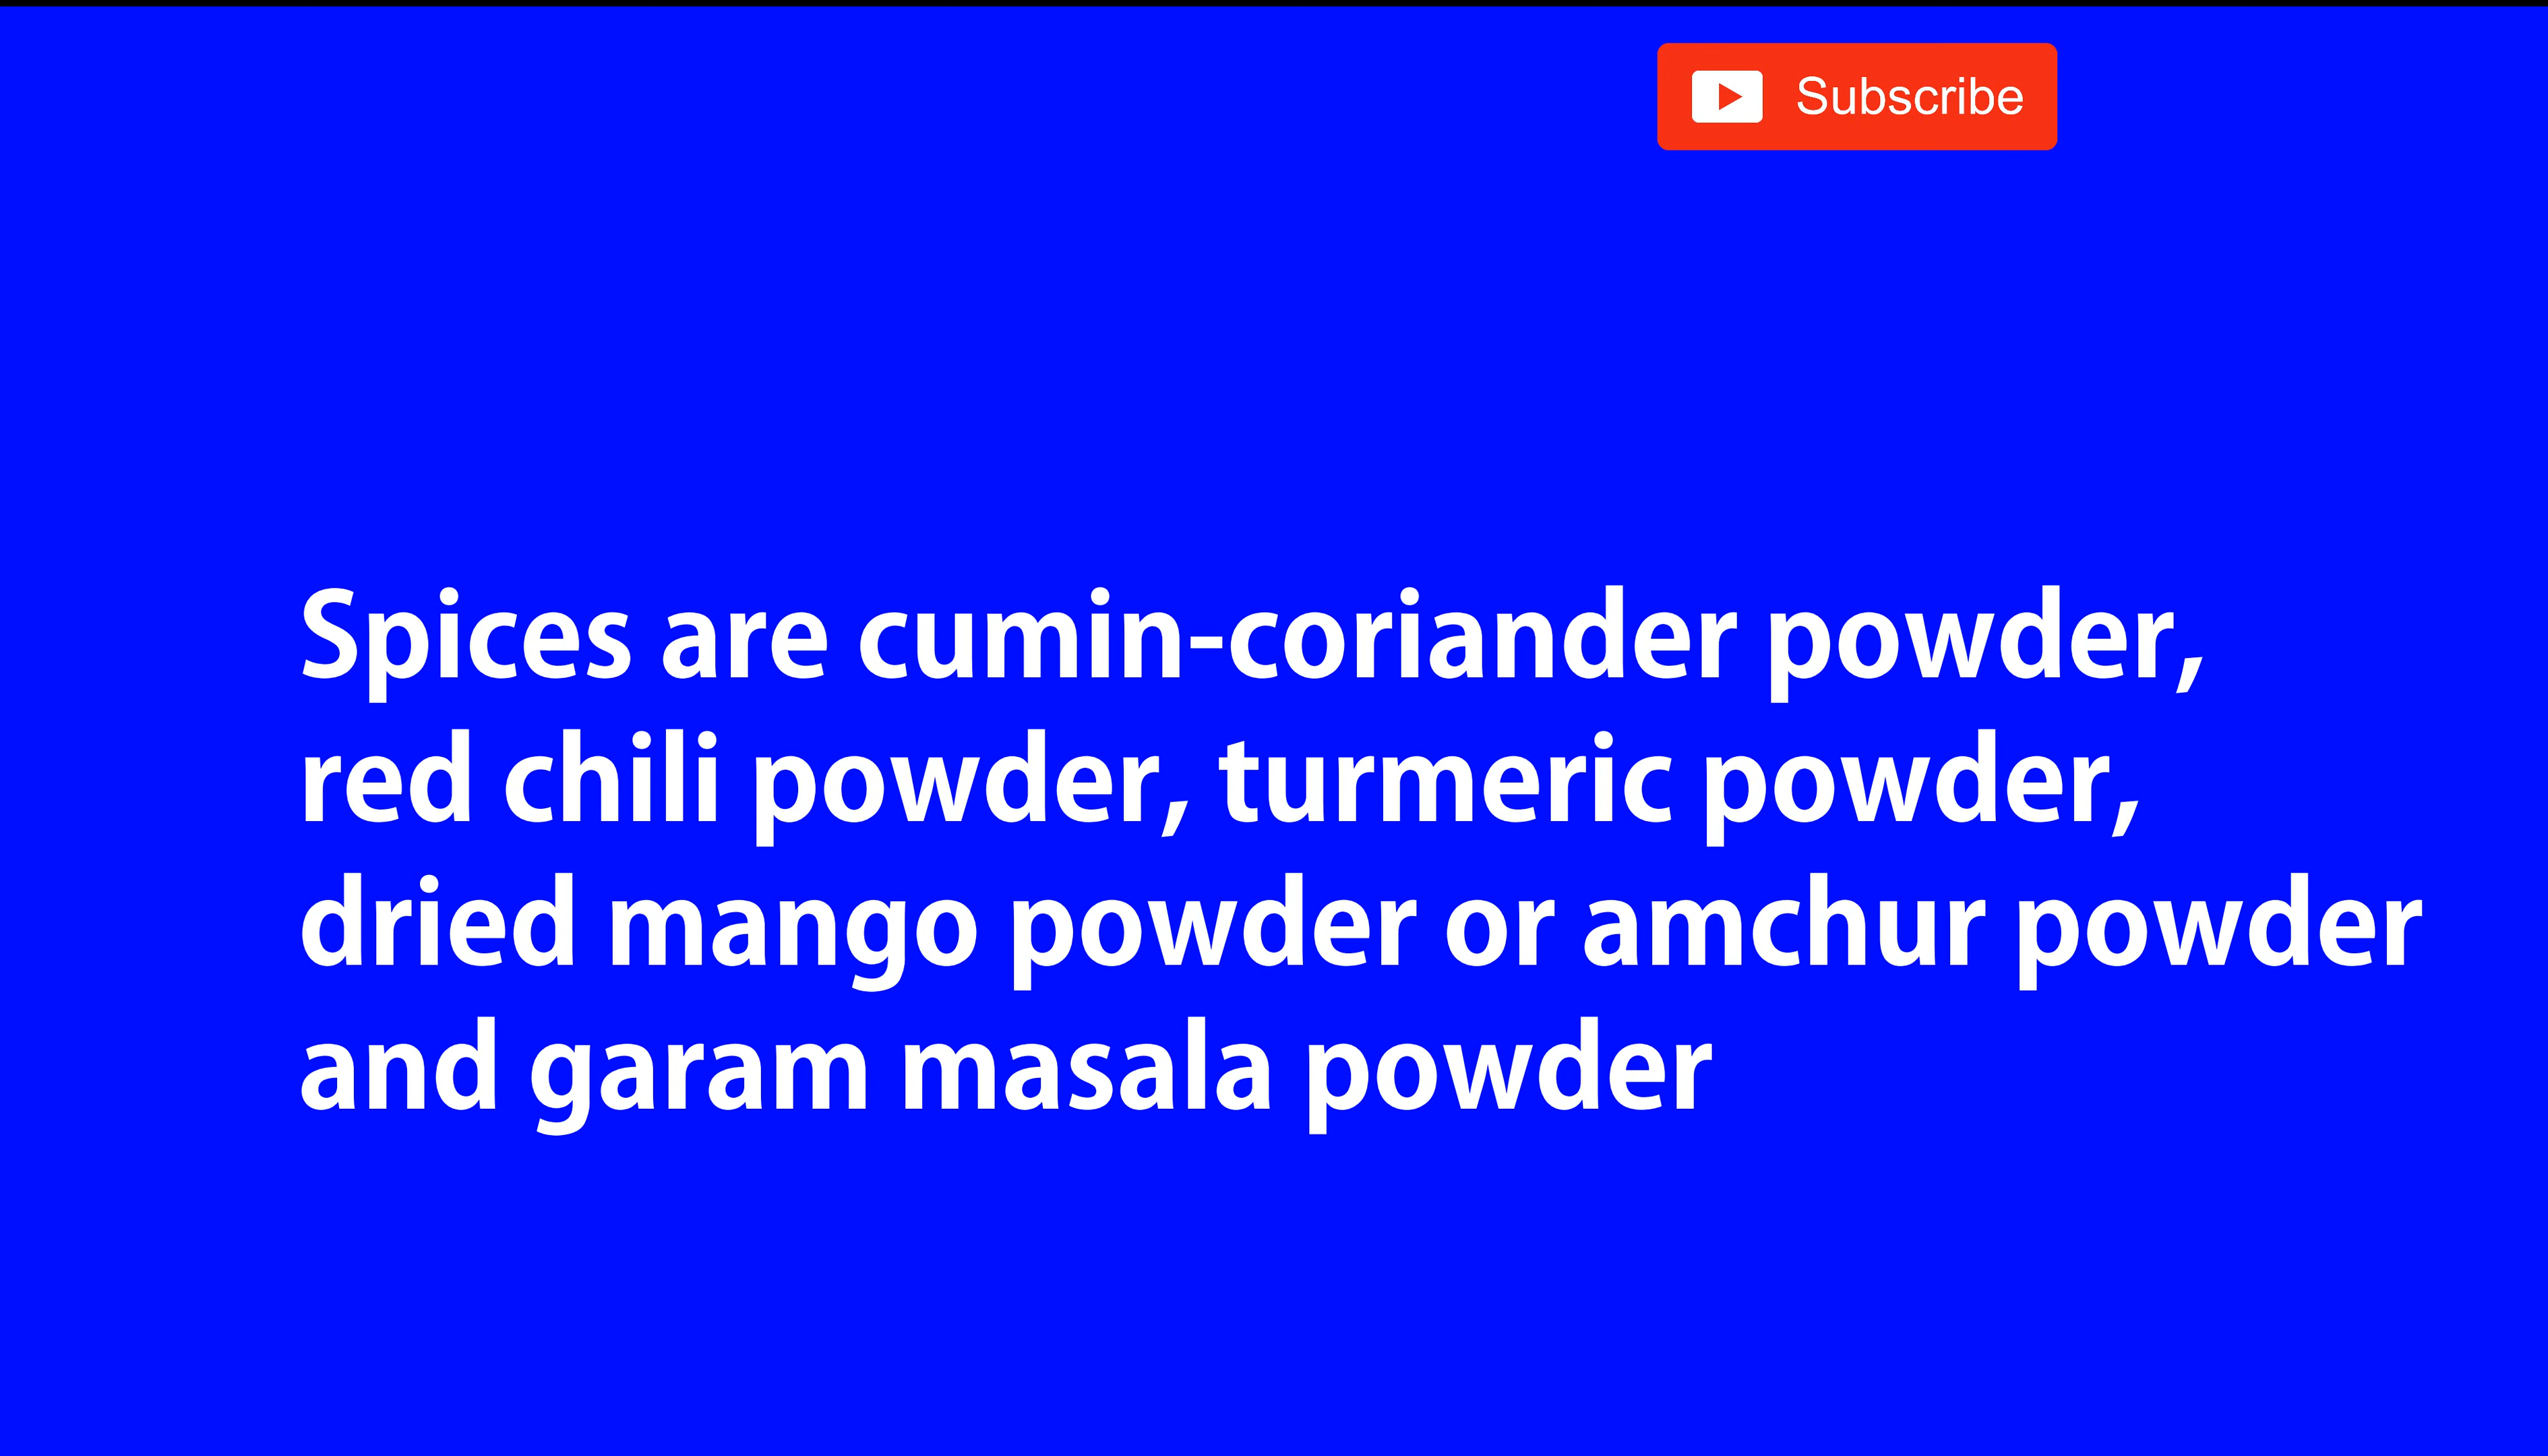 Subscribe
Spices are cumin-coriander powder,
red chili powder, turmeric powder,
dried mango powder or amchur powder
and garam masala powder